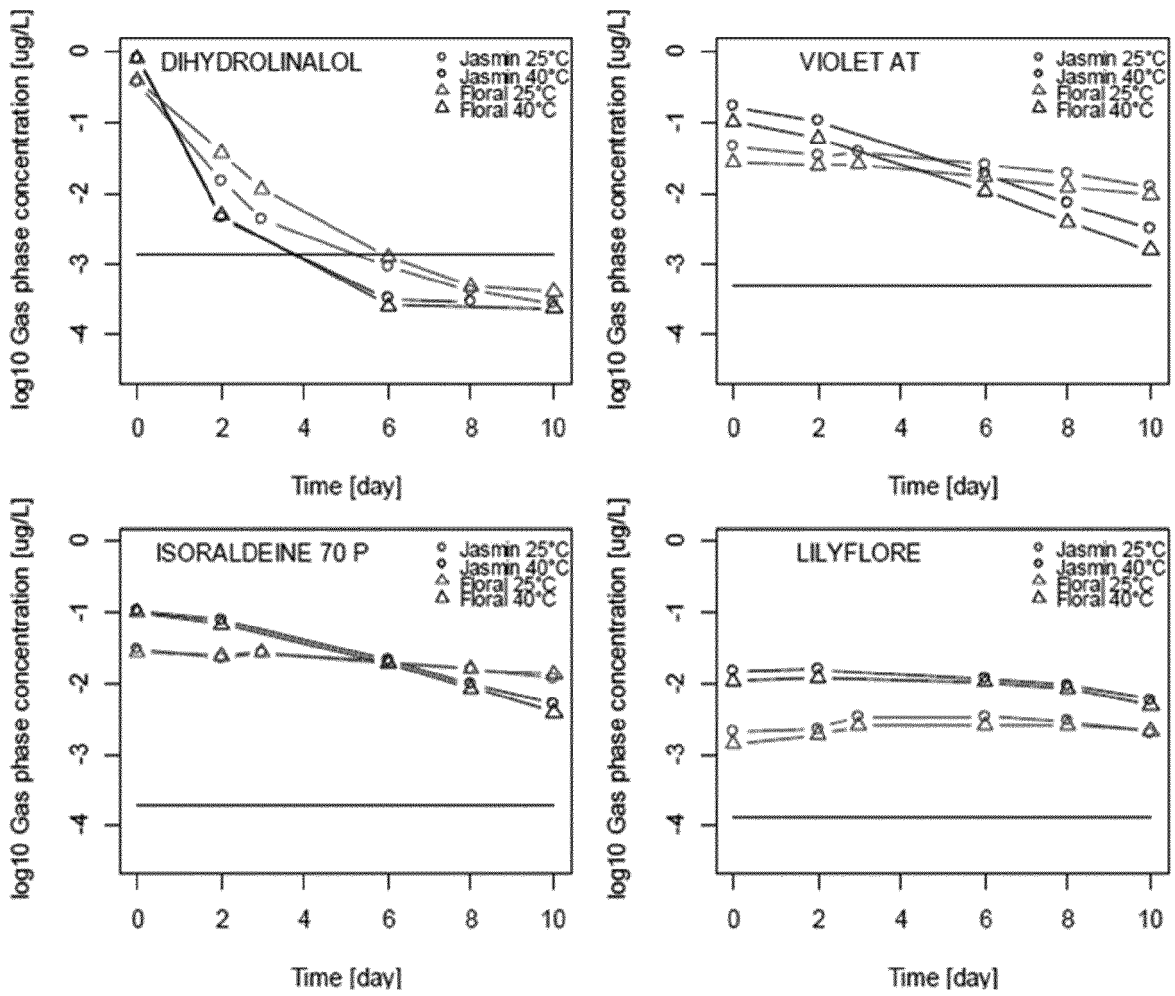 DIHYDROLINALOL
Jasmin 25°C
Jasmin 40°C
Floral 25°C
Floral 40°C
log10 Gas phase concentration [ug/L]
0
-1
-2
-3
-4
0 2 4 6 8 10
Time [day]
VIOLET AT
Jasmin 25°C
Jasmin 40°C
Floral 25°C
Floral 40°C
log10 Gas phase concentration [ug/L]
0
-1
-2
-3
-4
0 2 4 6 8 10
Time [day]
ISORALDEINE 70 P
Jasmin 25°C
Jasmin 40°C
Floral 25°C
Floral 40°C
log10 Gas phase concentration [ug/L]
0
-1
-2
-3
-4
0 2 4 6 8 10
Time [day]
LILYFLORE
Jasmin 25°C
Jasmin 40°C
Floral 25°C
Floral 40°C
log10 Gas phase concentration [ug/L]
0
-1
-2
-3
-4
0 2 4 6 8 10
Time [day]